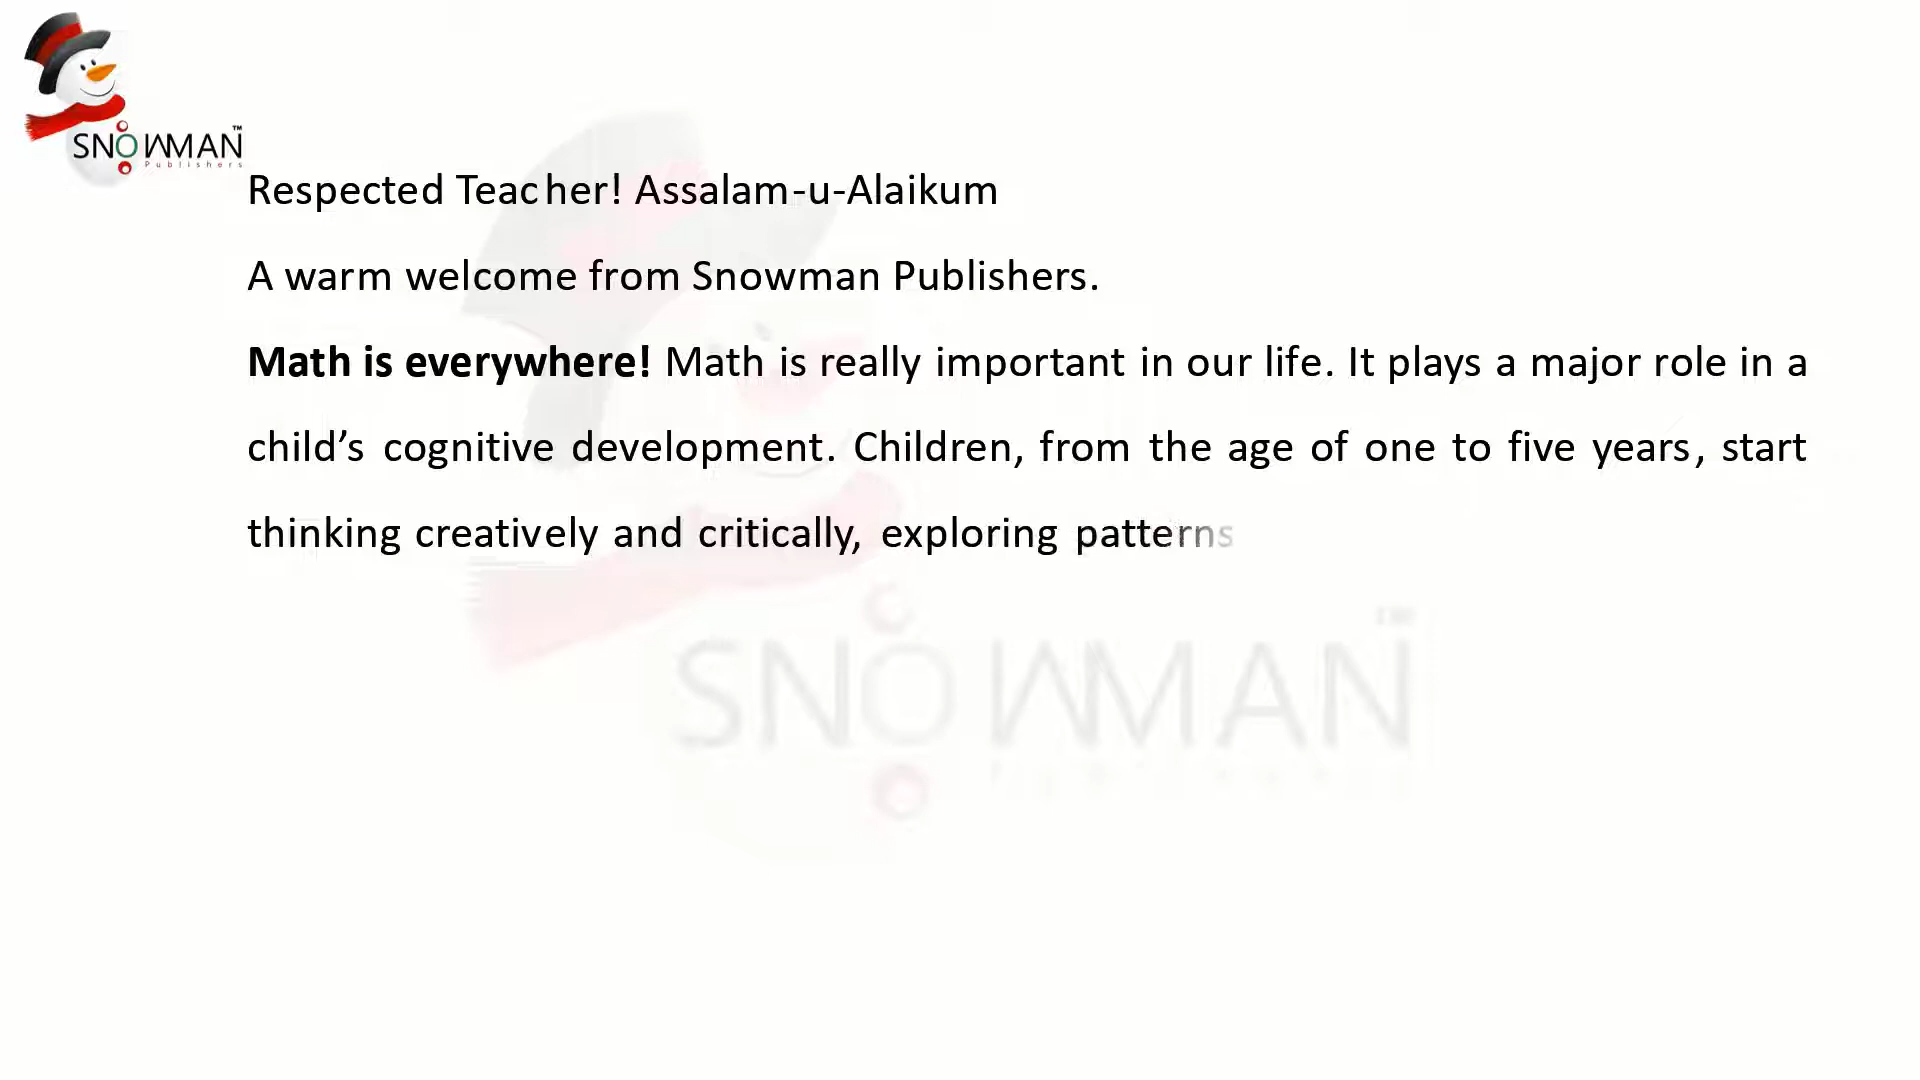 SNOWMAN™
Publishers
Respected Teacher! Assalam-u-Alaikum
A warm welcome from Snowman Publishers.
Math is everywhere! Math is really important in our life. It plays a major role in a
child’s cognitive development. Children, from the age of one to five years, start
thinking creatively and critically, exploring patterns
SNOWMAN™